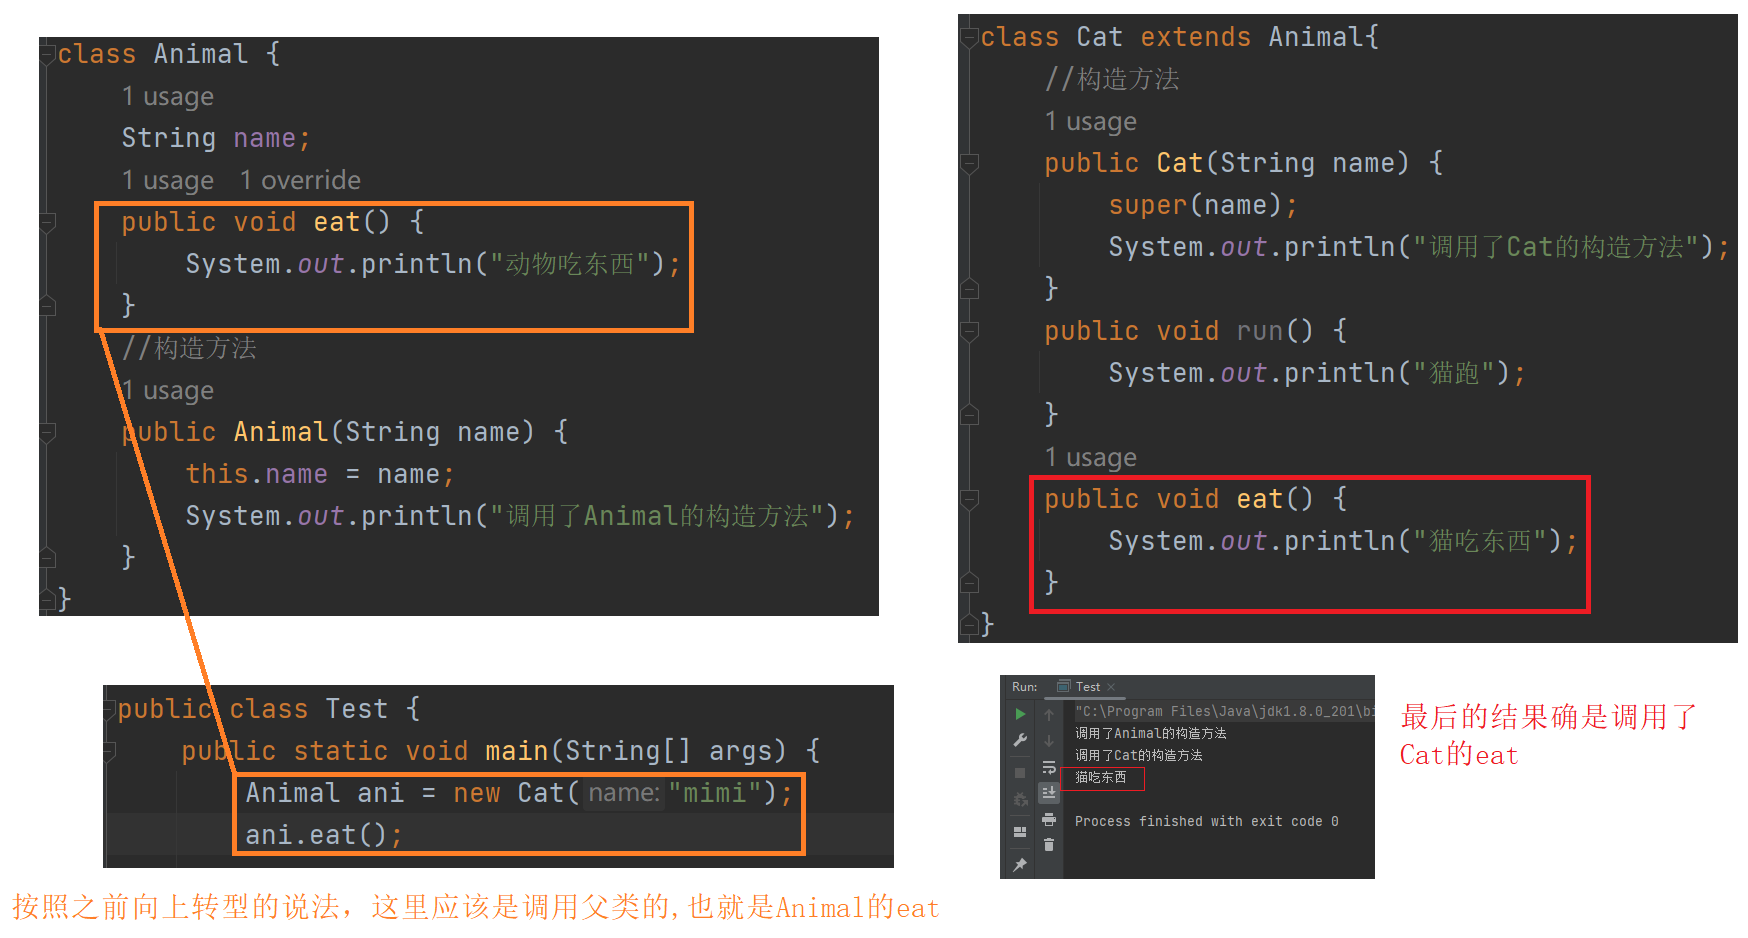 class Animal {
1 usage
String name;
1 usage 1 override
public void eat() {
System.out.println("动物吃东西");
}
//构造方法
1 usage
public Animal(String name) {
this.name = name;
System.out.println("调用了Animal的构造方法");
}
}
class Cat extends Animal{
//构造方法
1 usage
public Cat(String name) {
super(name);
System.out.println("调用了Cat的构造方法");
}
public void run() {
System.out.println("猫跑");
}
1 usage
public void eat() {
System.out.println("猫吃东西");
}
}
public class Test {
public static void main(String[] args) {
Animal ani = new Cat( name: "mimi");
ani.eat();
按照之前向上转型的说法，这里应该是调用父类的,也就是Animal的eat
Run: Test
"C:\Program Files\Java\jdk1.8.0_201\bi
调用了Animal的构造方法
调用了Cat的构造方法
猫吃东西
Process finished with exit code 0
最后的结果确是调用了
Cat的eat